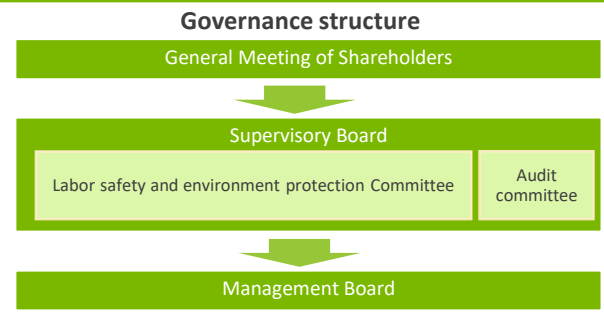 Governance structure
General Meeting of Shareholders
Supervisory Board
Labor safety and environment protection Committee
Audit
committee
Management Board